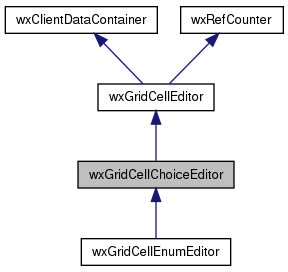 wxClientDataContainer
wxRefCounter
wxGridCellEditor
wxGridCellChoiceEditor
wxGridCellEnumEditor